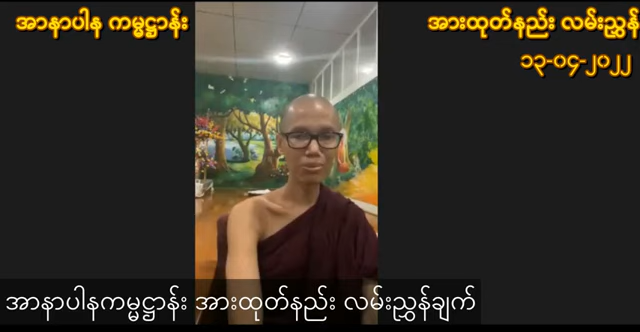 အာနာပါန ကမ္မဋ္ဌာန်း
အားထုတ်နည်း လမ်းညွှန်
၁၃-၀၄-၂၀၂၂
အာနာပါနကမ္မဋ္ဌာန်း အားထုတ်နည်း လမ်းညွှန်ချက်